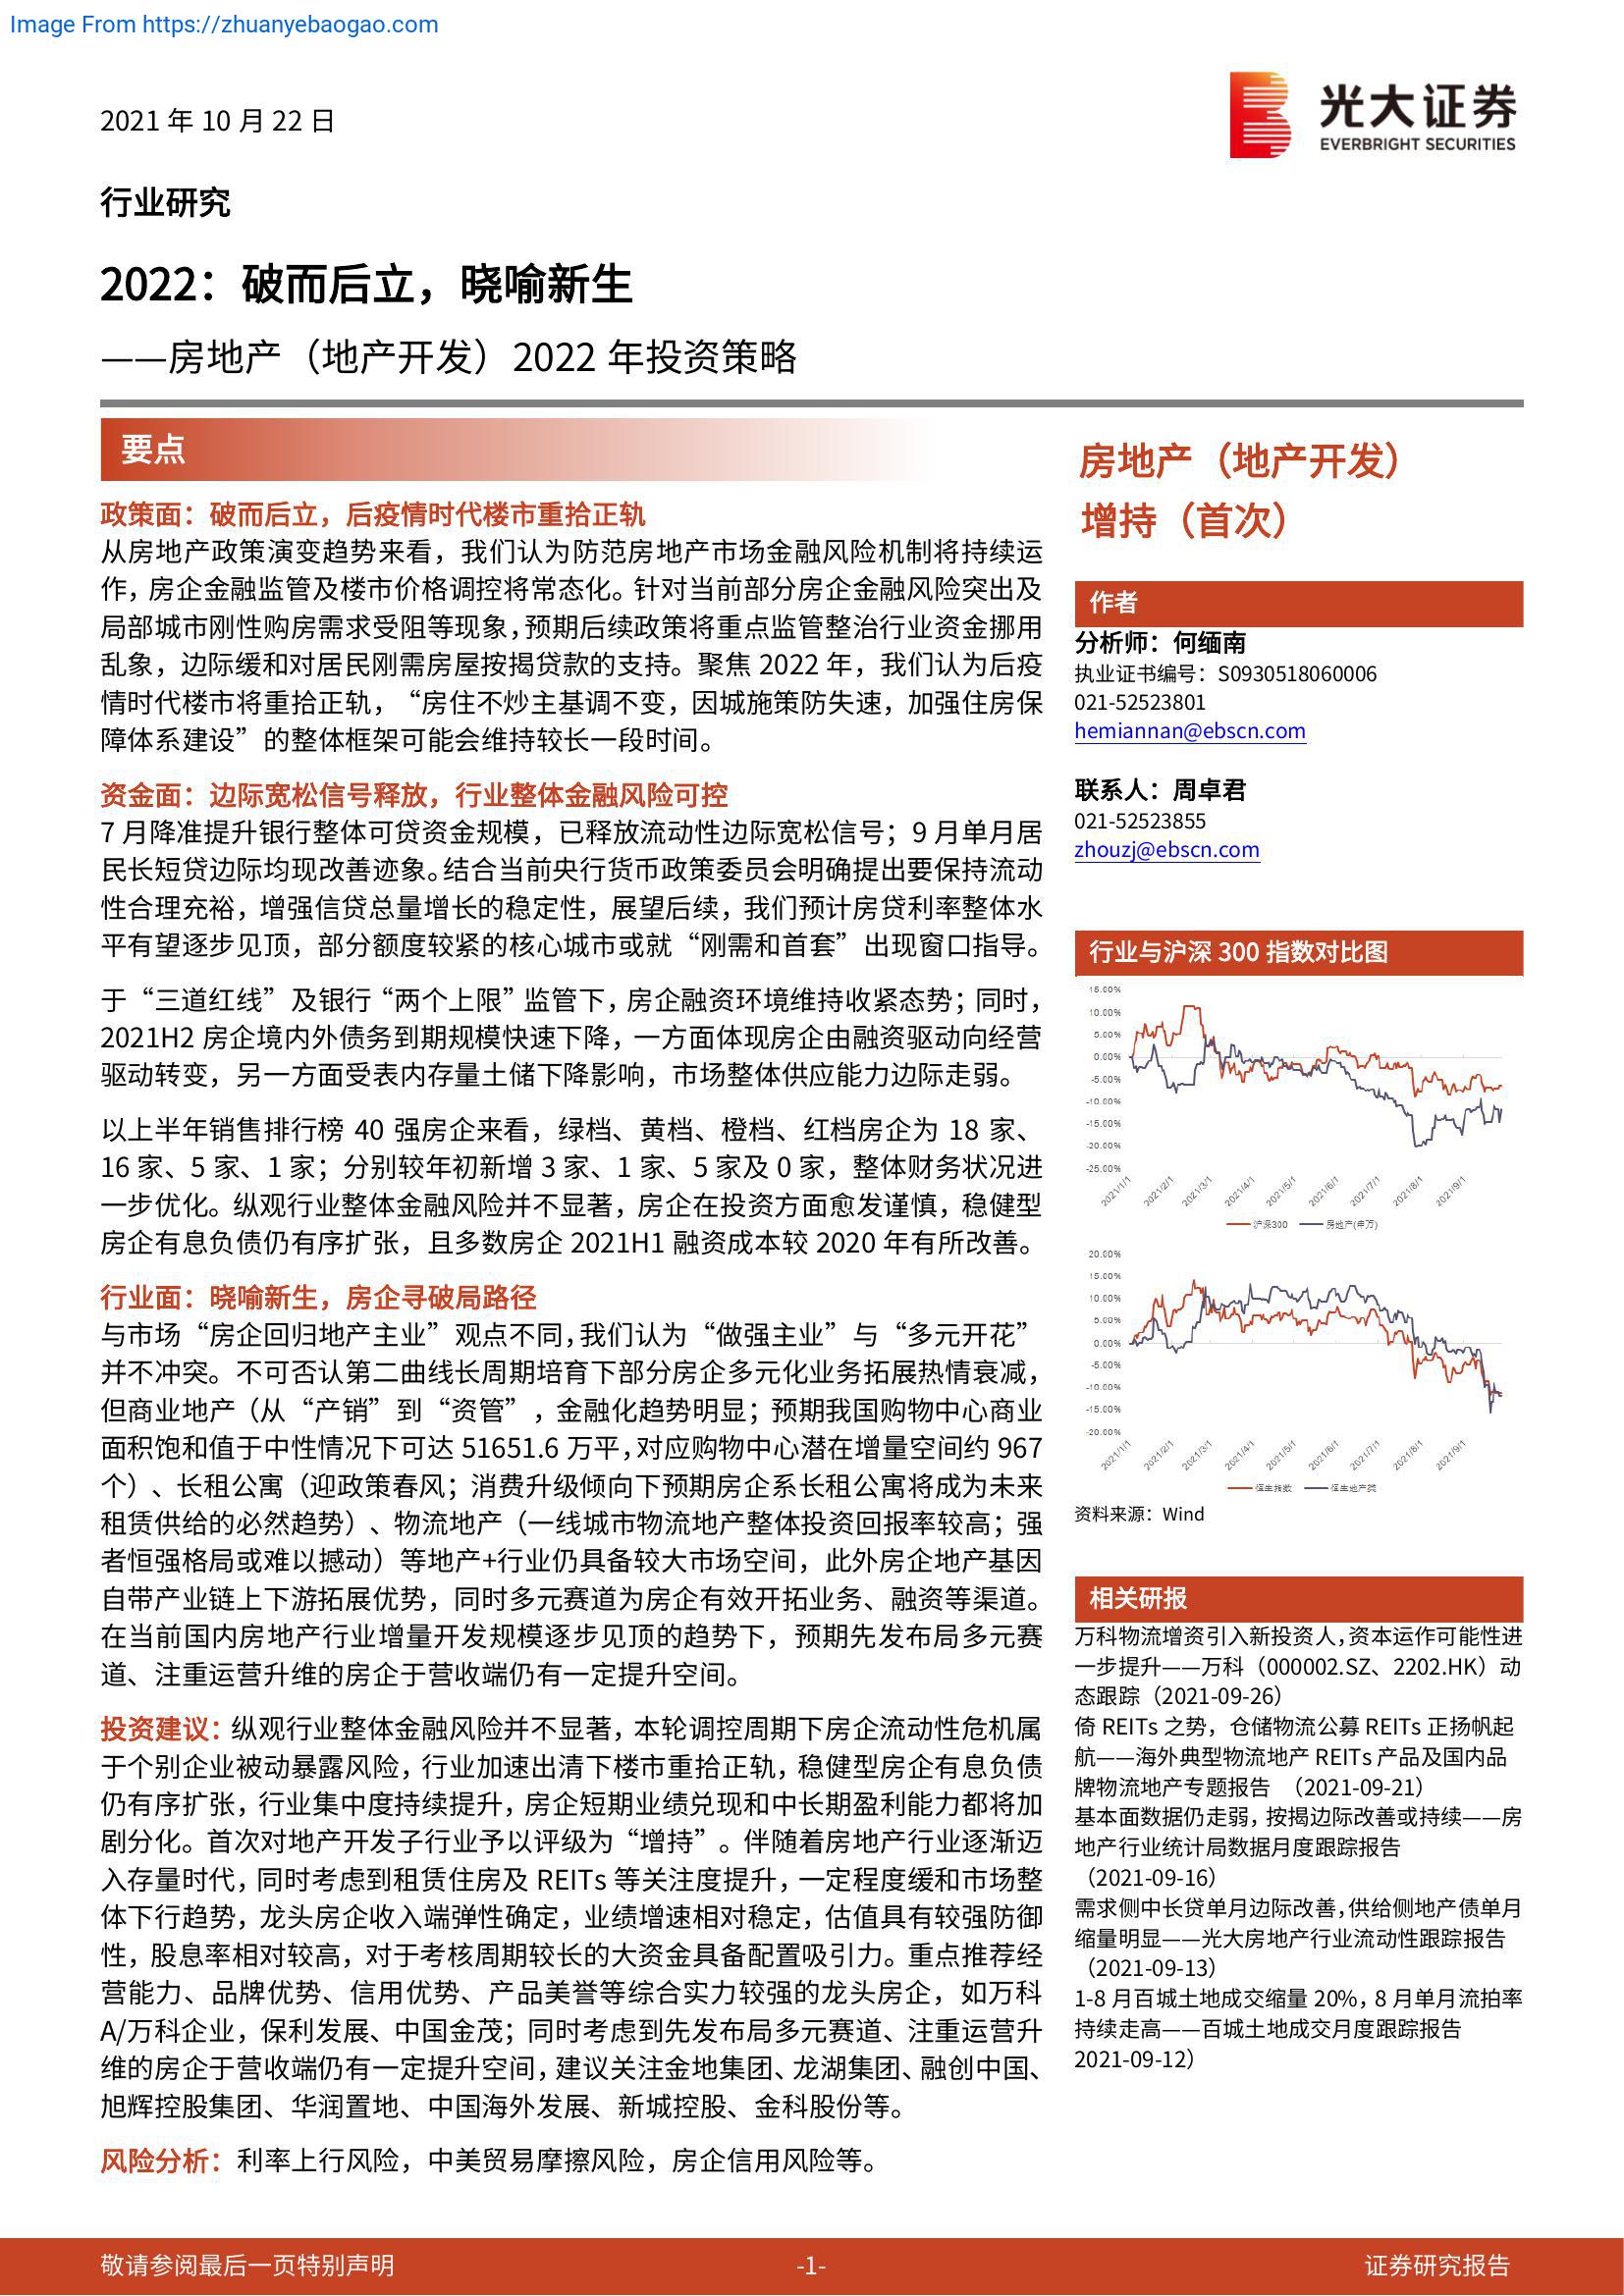 Image From https://zhuanyebaogao.com
2021 年 10 月 22 日
光大证券
EVERBRIGHT SECURITIES
行业研究
2022：破而后立，晓喻新生
——房地产（地产开发）2022 年投资策略
要点
政策面：破而后立，后疫情时代楼市重拾正轨
从房地产政策演变趋势来看，我们认为防范房地产市场金融风险机制将持续运
作，房企金融监管及楼市价格调控将常态化。针对当前部分房企金融风险突出及
局部城市刚性购房需求受阻等现象，预期后续政策将重点监管整治行业资金挪用
乱象，边际缓和对居民刚需房屋按揭贷款的支持。聚焦 2022 年，我们认为后疫
情时代楼市将重拾正轨，“房住不炒主基调不变，因城施策防失速，加强住房保
障体系建设”的整体框架可能会维持较长一段时间。
资金面：边际宽松信号释放，行业整体金融风险可控
7 月降准提升银行整体可贷资金规模，已释放流动性边际宽松信号；9 月单月居
民长短贷边际均现改善迹象。结合当前央行货币政策委员会明确提出要保持流动
性合理充裕，增强信贷总量增长的稳定性，展望后续，我们预计房贷利率整体水
平有望逐步见顶，部分额度较紧的核心城市或就“刚需和首套”出现窗口指导。
于“三道红线”及银行“两个上限”监管下，房企融资环境维持收紧态势；同时，
2021H2 房企境内外债务到期规模快速下降，一方面体现房企由融资驱动向经营
驱动转变，另一方面受表内存量土储下降影响，市场整体供应能力边际走弱。
以上半年销售排行榜 40 强房企来看，绿档、黄档、橙档、红档房企为 18 家、
16 家、5 家、1 家；分别较年初新增 3 家、1 家、5 家及 0 家，整体财务状况进
一步优化。纵观行业整体金融风险并不显著，房企在投资方面愈发谨慎，稳健型
房企有息负债仍有序扩张，且多数房企 2021H1 融资成本较 2020 年有所改善。
行业面：晓喻新生，房企寻破局路径
与市场“房企回归地产主业”观点不同，我们认为“做强主业”与“多元开花”
并不冲突。不可否认第二曲线长周期培育下部分房企多元化业务拓展热情衰减，
但商业地产（从“产销”到“资管”，金融化趋势明显；预期我国购物中心商业
面积饱和值于中性情况下可达 51651.6 万平，对应购物中心潜在增量空间约 967
个）、长租公寓（迎政策春风；消费升级倾向下预期房企系长租公寓将成为未来
租赁供给的必然趋势）、物流地产（一线城市物流地产整体投资回报率较高；强
者恒强格局或难以撼动）等地产+行业仍具备较大市场空间，此外房企地产基因
自带产业链上下游拓展优势，同时多元赛道为房企有效开拓业务、融资等渠道。
在当前国内房地产行业增量开发规模逐步见顶的趋势下，预期先发布局多元赛
道、注重运营升维的房企于营收端仍有一定提升空间。
投资建议：纵观行业整体金融风险并不显著，本轮调控周期下房企流动性危机属
于个别企业被动暴露风险，行业加速出清下楼市重拾正轨，稳健型房企有息负债
仍有序扩张，行业集中度持续提升，房企短期业绩兑现和中长期盈利能力都将加
剧分化。首次对地产开发子行业予以评级为“增持”。伴随着房地产行业逐渐迈
入存量时代，同时考虑到租赁住房及 REITs 等关注度提升，一定程度缓和市场整
体下行趋势，龙头房企收入端弹性确定，业绩增速相对稳定，估值具有较强防御
性，股息率相对较高，对于考核周期较长的大资金具备配置吸引力。重点推荐经
营能力、品牌优势、信用优势、产品美誉等综合实力较强的龙头房企，如万科
A/万科企业，保利发展、中国金茂；同时考虑到先发布局多元赛道、注重运营升
维的房企于营收端仍有一定提升空间，建议关注金地集团、龙湖集团、融创中国、
旭辉控股集团、华润置地、中国海外发展、新城控股、金科股份等。
风险分析：利率上行风险，中美贸易摩擦风险，房企信用风险等。
房地产（地产开发）
增持（首次）
作者
分析师：何缅南
执业证书编号：S0930518060006
021-52523801
hemiannan@ebscn.com
联系人：周卓君
021-52523855
zhouzj@ebscn.com
行业与沪深 300 指数对比图
15.00%
10.00%
5.00%
0.00%
-5.00%
-10.00%
-15.00%
-20.00%
-25.00%
2021/1/1 2021/2/1 2021/3/1 2021/4/1 2021/5/1 2021/6/1 2021/7/1 2021/8/1 2021/9/1
沪深300 房地产(申万)
20.00%
15.00%
10.00%
5.00%
0.00%
-5.00%
-10.00%
-15.00%
-20.00%
2021/1/1 2021/2/1 2021/3/1 2021/4/1 2021/5/1 2021/6/1 2021/7/1 2021/8/1 2021/9/1
恒生指数 恒生地产类
资料来源：Wind
相关研报
万科物流增资引入新投资人，资本运作可能性进
一步提升——万科（000002.SZ、2202.HK）动
态跟踪（2021-09-26）
倚 REITs 之势，仓储物流公募 REITs 正扬帆起
航——海外典型物流地产 REITs 产品及国内品
牌物流地产专题报告 （2021-09-21）
基本面数据仍走弱，按揭边际改善或持续——房
地产行业统计局数据月度跟踪报告
（2021-09-16）
需求侧中长贷单月边际改善，供给侧地产债单月
缩量明显——光大房地产行业流动性跟踪报告
（2021-09-13）
1-8 月百城土地成交缩量 20%，8 月单月流拍率
持续走高——百城土地成交月度跟踪报告
2021-09-12）
敬请参阅最后一页特别声明
-1-
证券研究报告